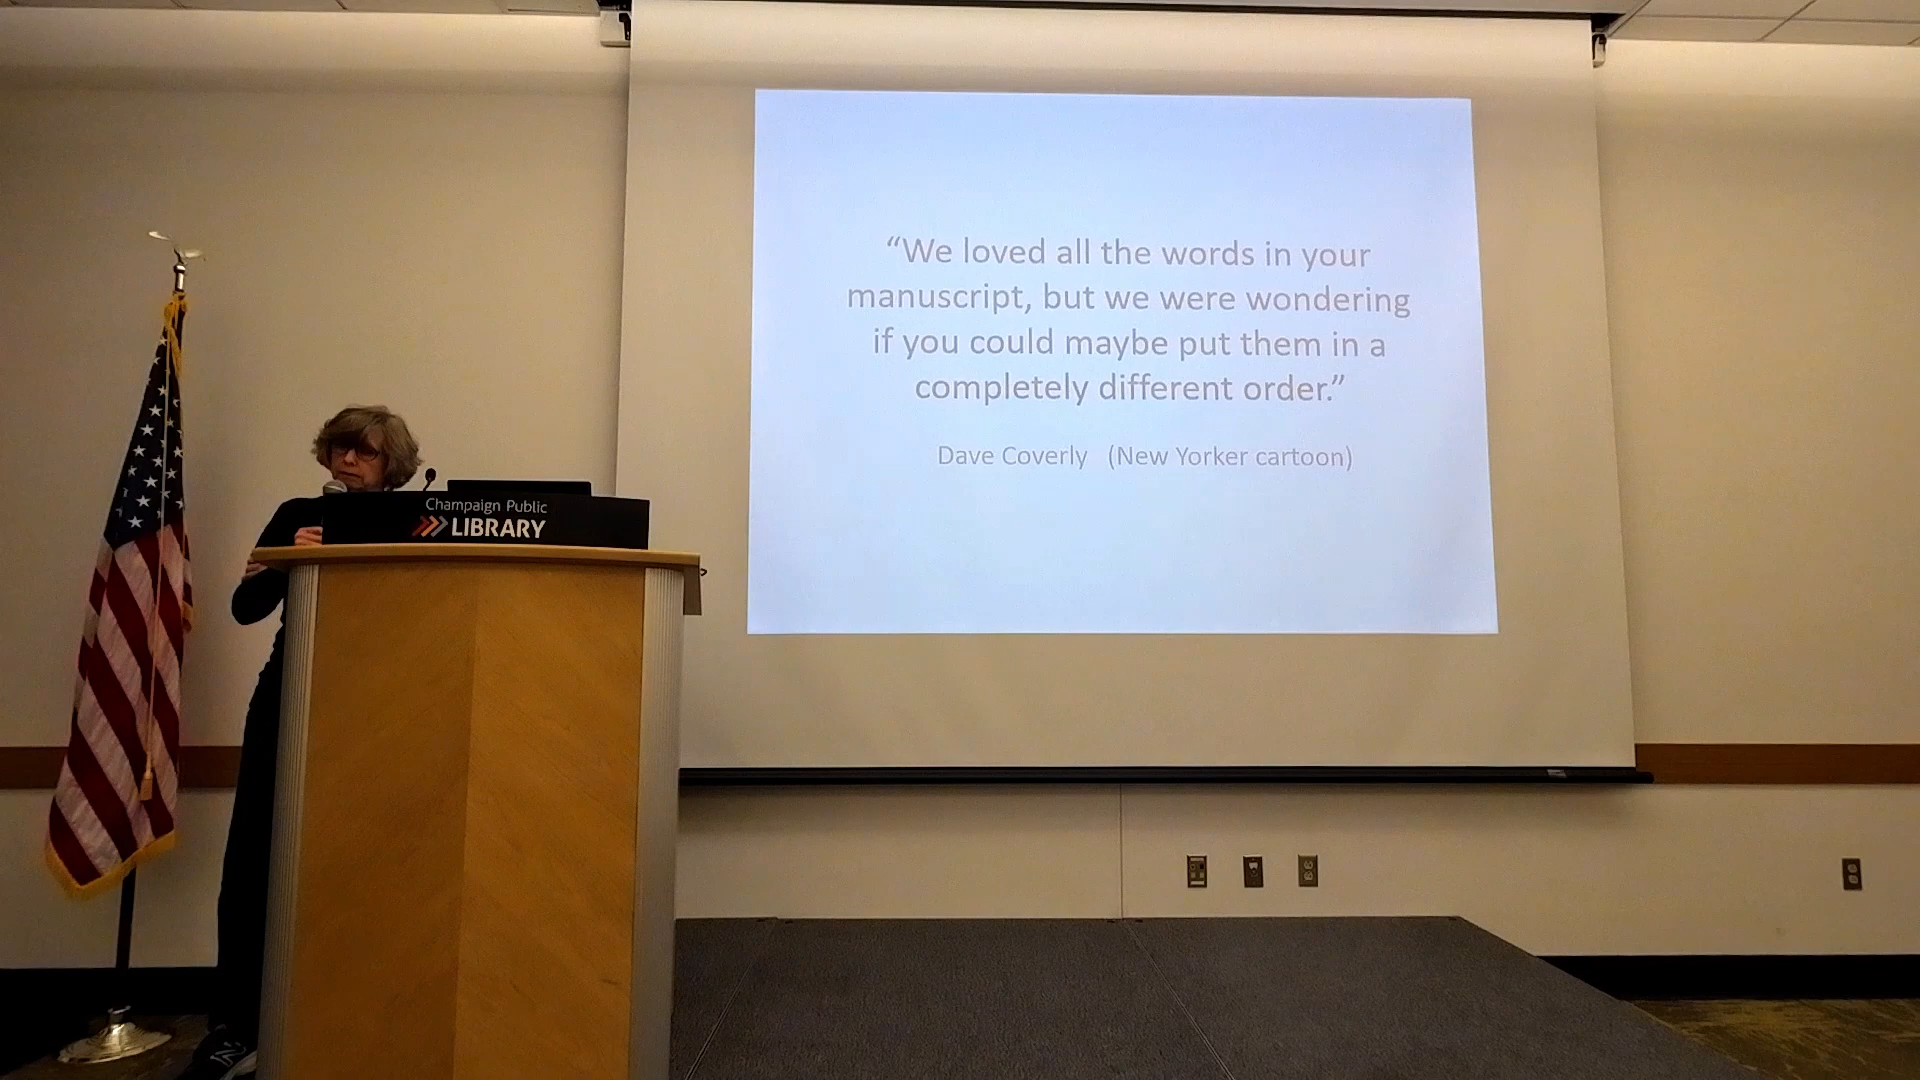 “We loved all the words in your
manuscript, but we were wondering
if you could maybe put them in a
completely different order.”
Dave Coverly (New Yorker cartoon)
Champaign Public
LIBRARY